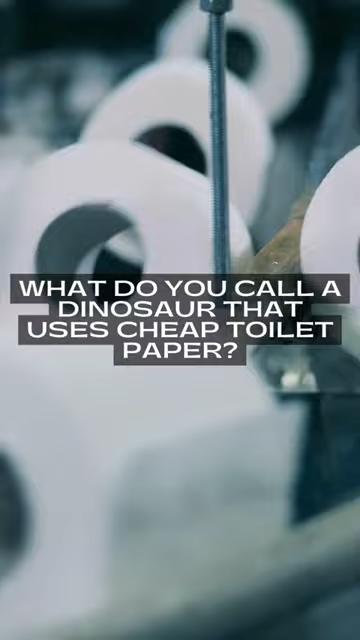 WHAT DO YOU CALL A
DINOSAUR THAT
USES CHEAP TOILET
PAPER?